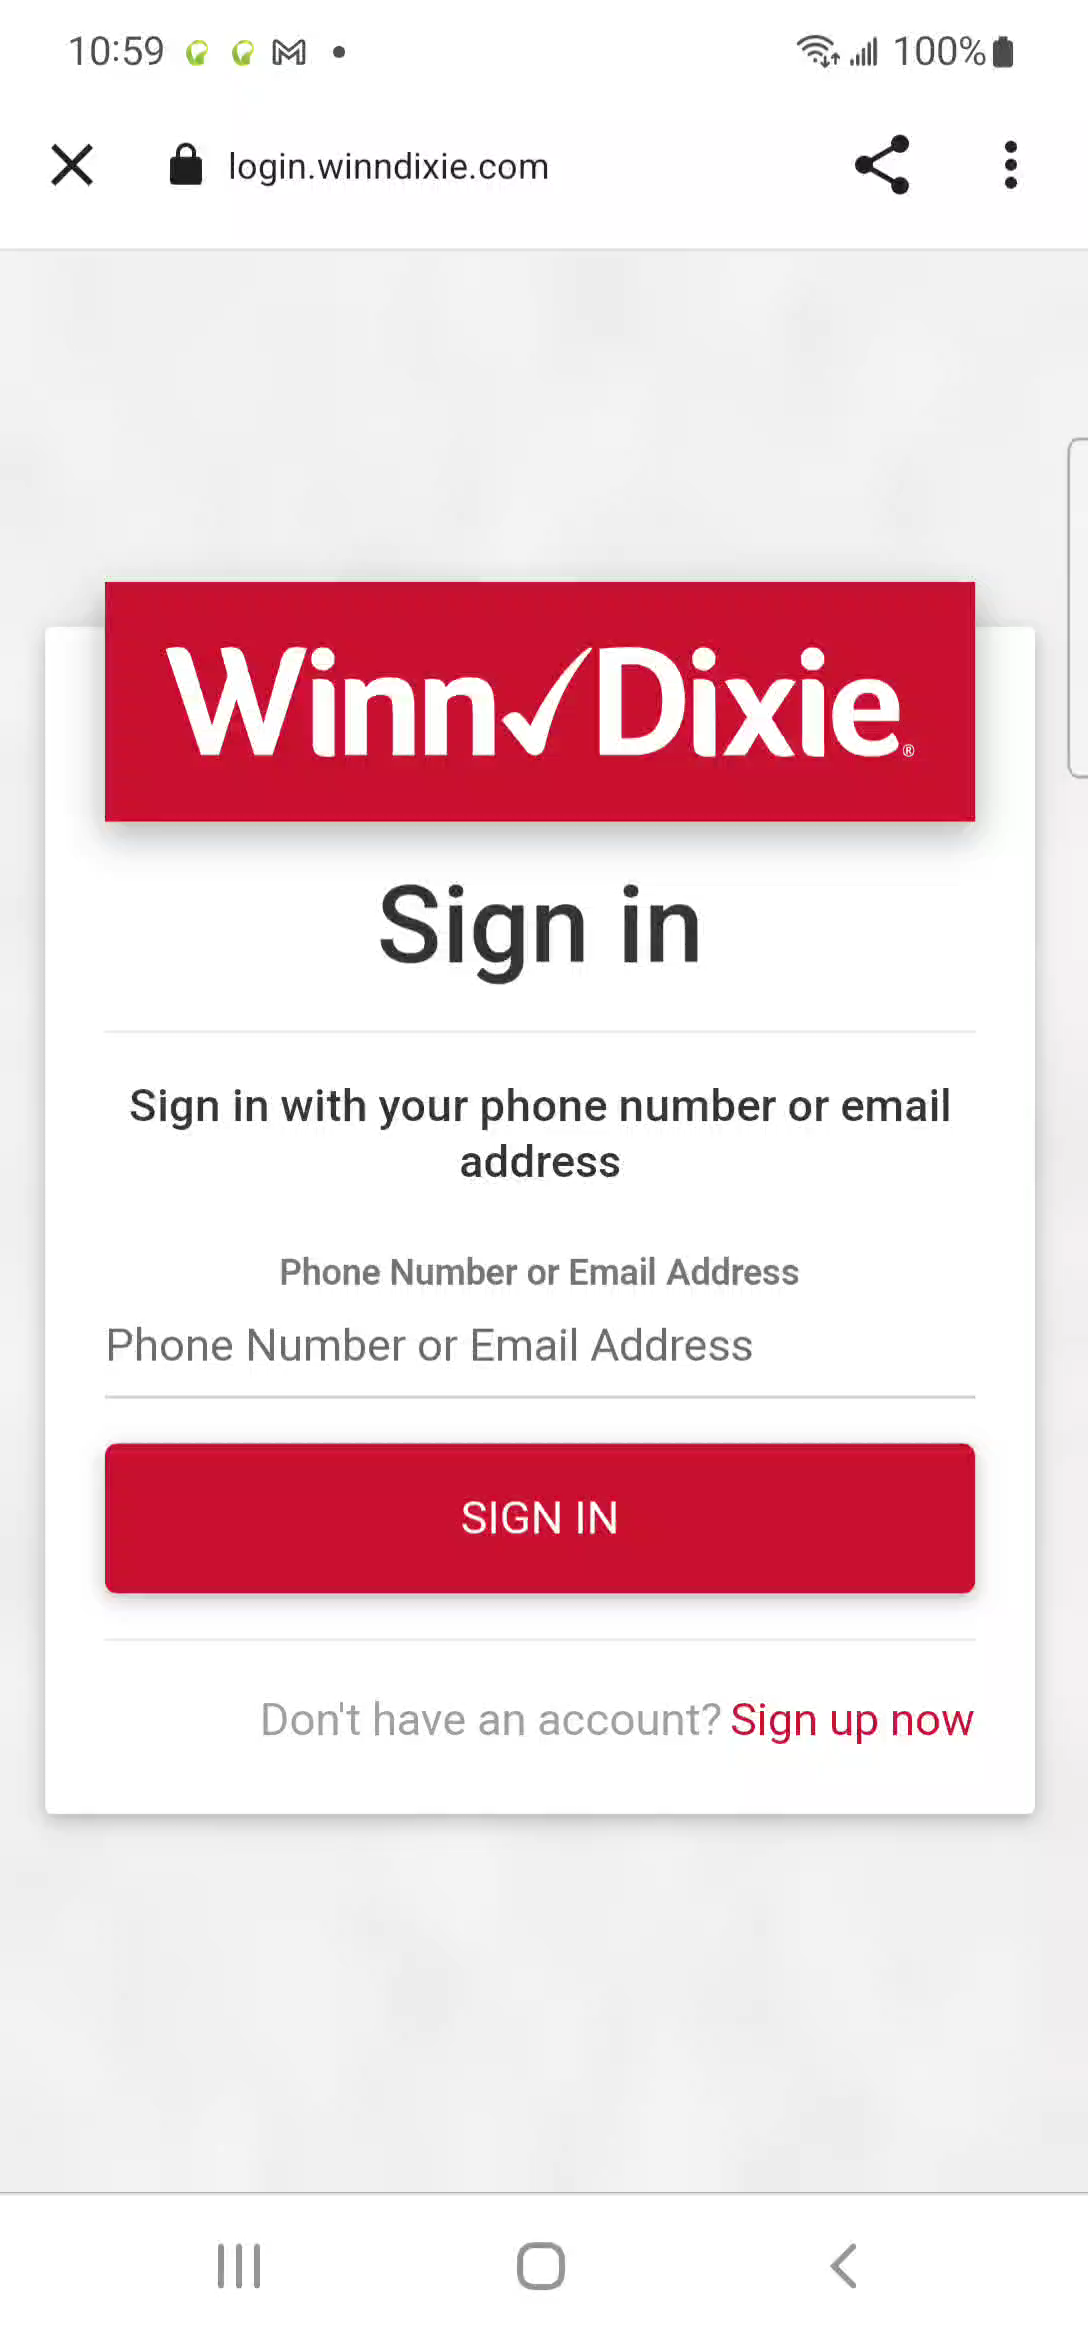 10:59
100%
login.winndixie.com
Winn✓Dixie®
Sign in
Sign in with your phone number or email
address
Phone Number or Email Address
Phone Number or Email Address
SIGN IN
Don't have an account? Sign up now